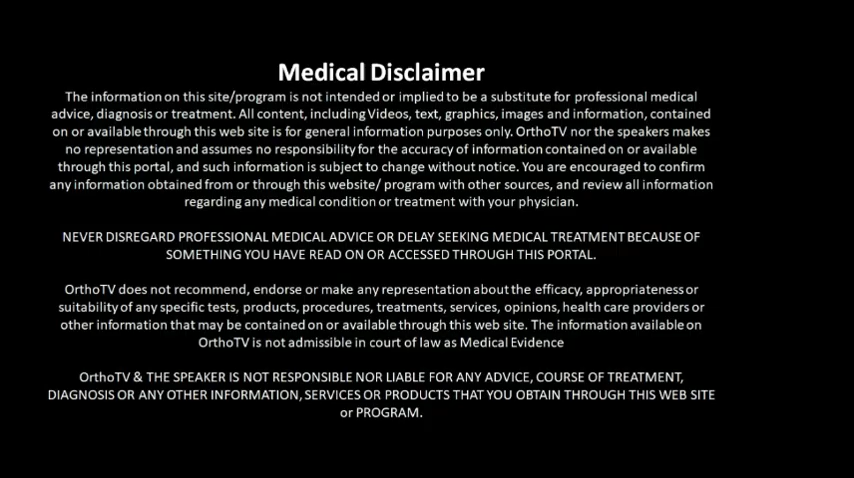 Medical Disclaimer
The information on this site/program is not intended or implied to be a substitute for professional medical
advice, diagnosis or treatment. All content, including Videos, text, graphics, images and information, contained
on or available through this web site is for general information purposes only. OrthoTV nor the speakers makes
no representation and assumes no responsibility for the accuracy of information contained on or available
through this portal, and such information is subject to change without notice. You are encouraged to confirm
any information obtained from or through this website/ program with other sources, and review all information
regarding any medical condition or treatment with your physician.
NEVER DISREGARD PROFESSIONAL MEDICAL ADVICE OR DELAY SEEKING MEDICAL TREATMENT BECAUSE OF
SOMETHING YOU HAVE READ ON OR ACCESSED THROUGH THIS PORTAL.
OrthoTV does not recommend, endorse or make any representation about the efficacy, appropriateness or
suitability of any specific tests, products, procedures, treatments, services, opinions, health care providers or
other information that may be contained on or available through this web site. The information available on
OrthoTV is not admissible in court of law as Medical Evidence
OrthoTV & THE SPEAKER IS NOT RESPONSIBLE NOR LIABLE FOR ANY ADVICE, COURSE OF TREATMENT,
DIAGNOSIS OR ANY OTHER INFORMATION, SERVICES OR PRODUCTS THAT YOU OBTAIN THROUGH THIS WEB SITE
or PROGRAM.